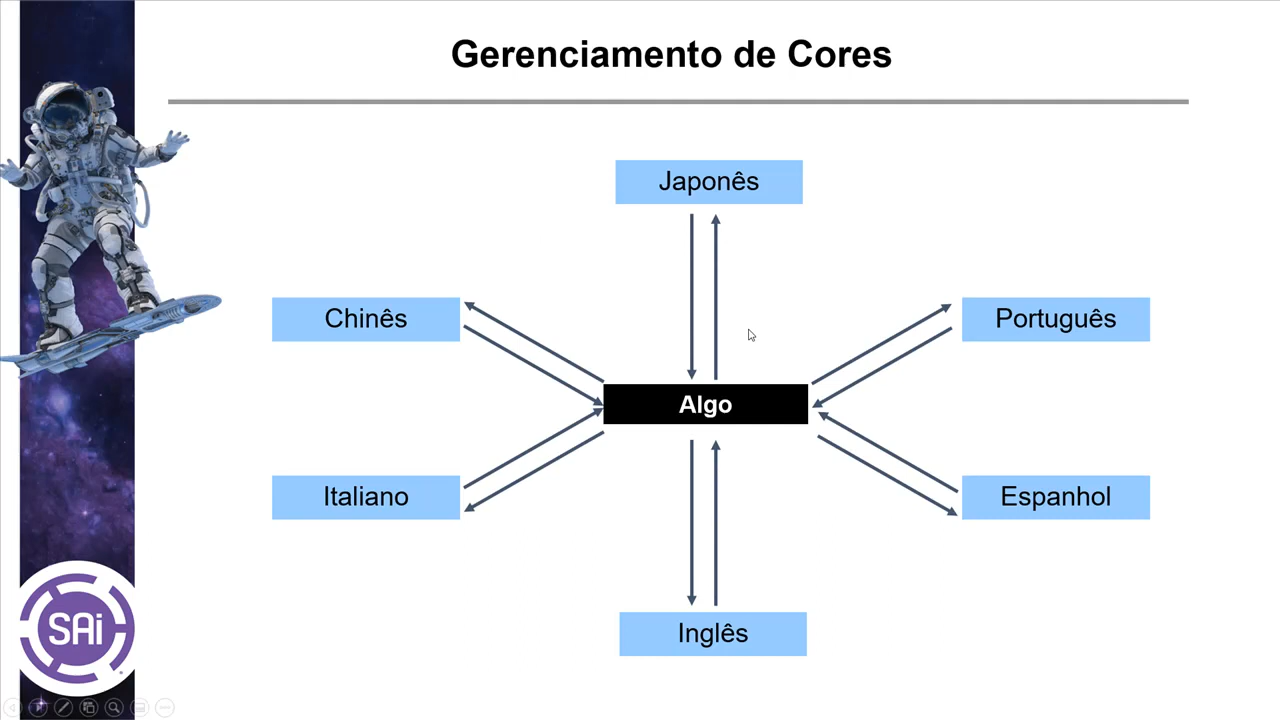 Gerenciamento de Cores
Japonês
Chinês
Português
Algo
Italiano
Espanhol
Inglês
SAi